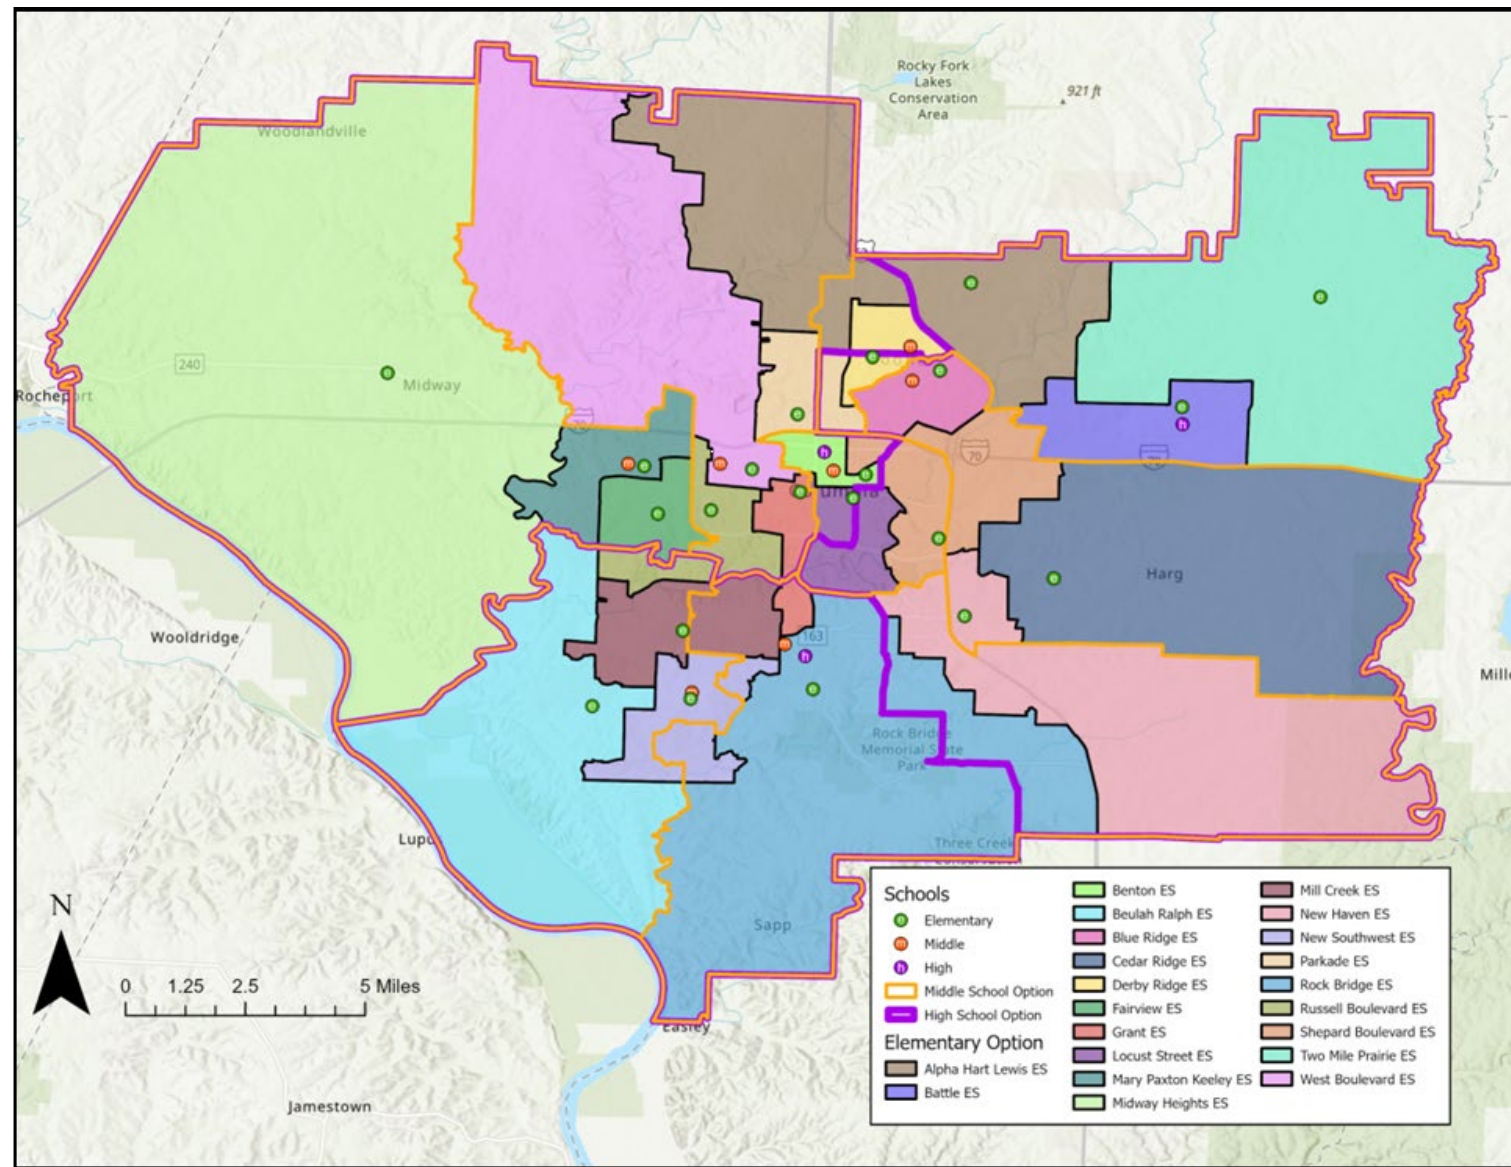 Rocky Fork
Lakes
Conservation
Area
921 ft
Woodlandville
240
Midway
Rocheport
70
70
70
Harg
Wooldridge
163
Rock Bridge
Memorial State
Park
Three Creek
Sapp
Easley
Jamestown
N
0 1.25 2.5 5 Miles
Schools
e Elementary
m Middle
h High
Middle School Option
High School Option
Elementary Option
Alpha Hart Lewis ES
Battle ES
Benton ES
Beulah Ralph ES
Blue Ridge ES
Cedar Ridge ES
Derby Ridge ES
Fairview ES
Grant ES
Locust Street ES
Mary Paxton Keeley ES
Midway Heights ES
Mill Creek ES
New Haven ES
New Southwest ES
Parkade ES
Rock Bridge ES
Russell Boulevard ES
Shepard Boulevard ES
Two Mile Prairie ES
West Boulevard ES